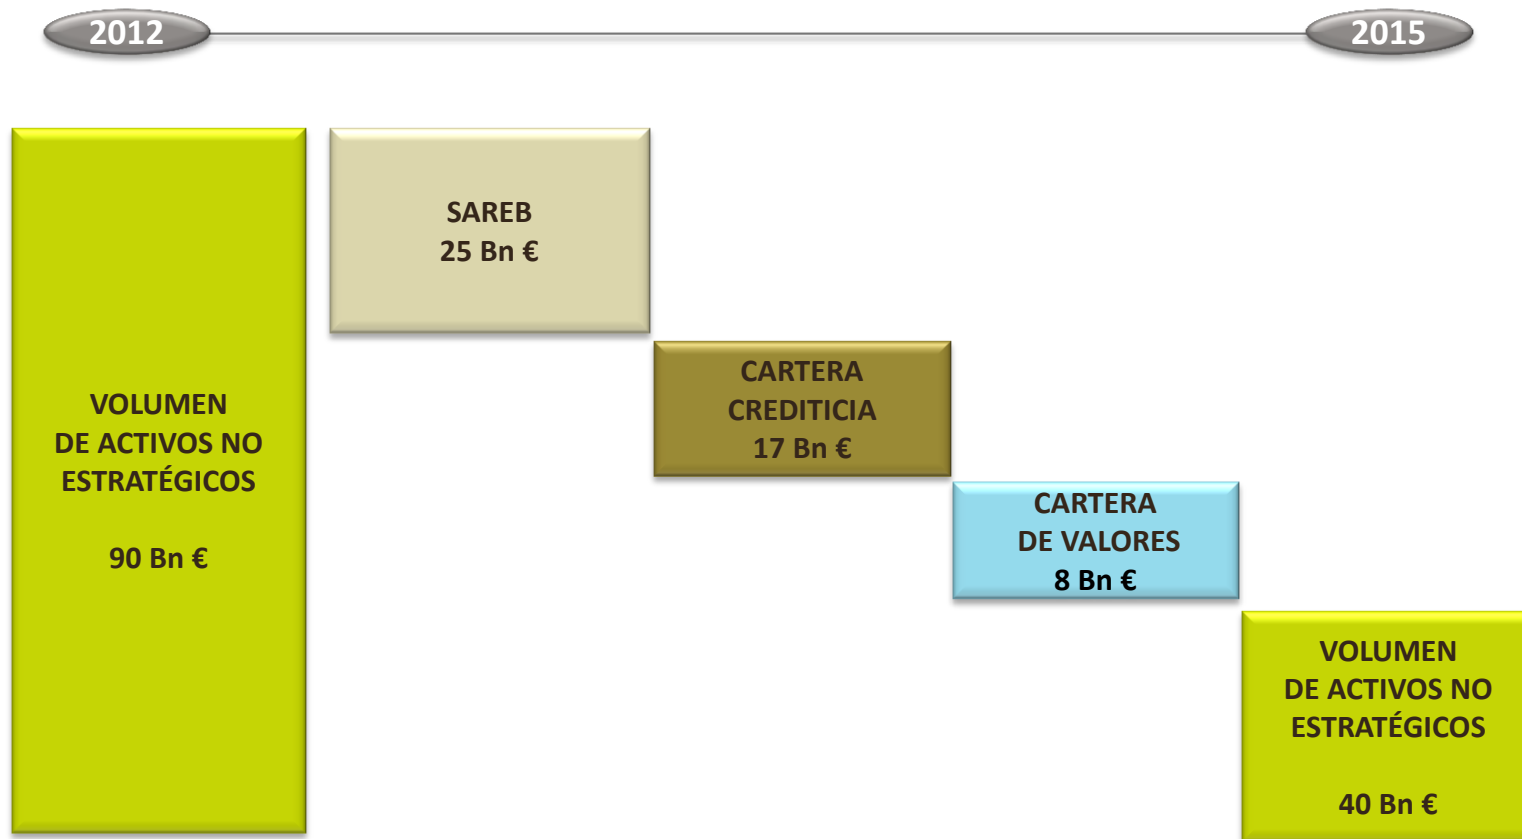 2012
2015
VOLUMEN
DE ACTIVOS NO
ESTRATÉGICOS
90 Bn €
SAREB
25 Bn €
CARTERA
CREDITICIA
17 Bn €
CARTERA
DE VALORES
8 Bn €
VOLUMEN
DE ACTIVOS NO
ESTRATÉGICOS
40 Bn €